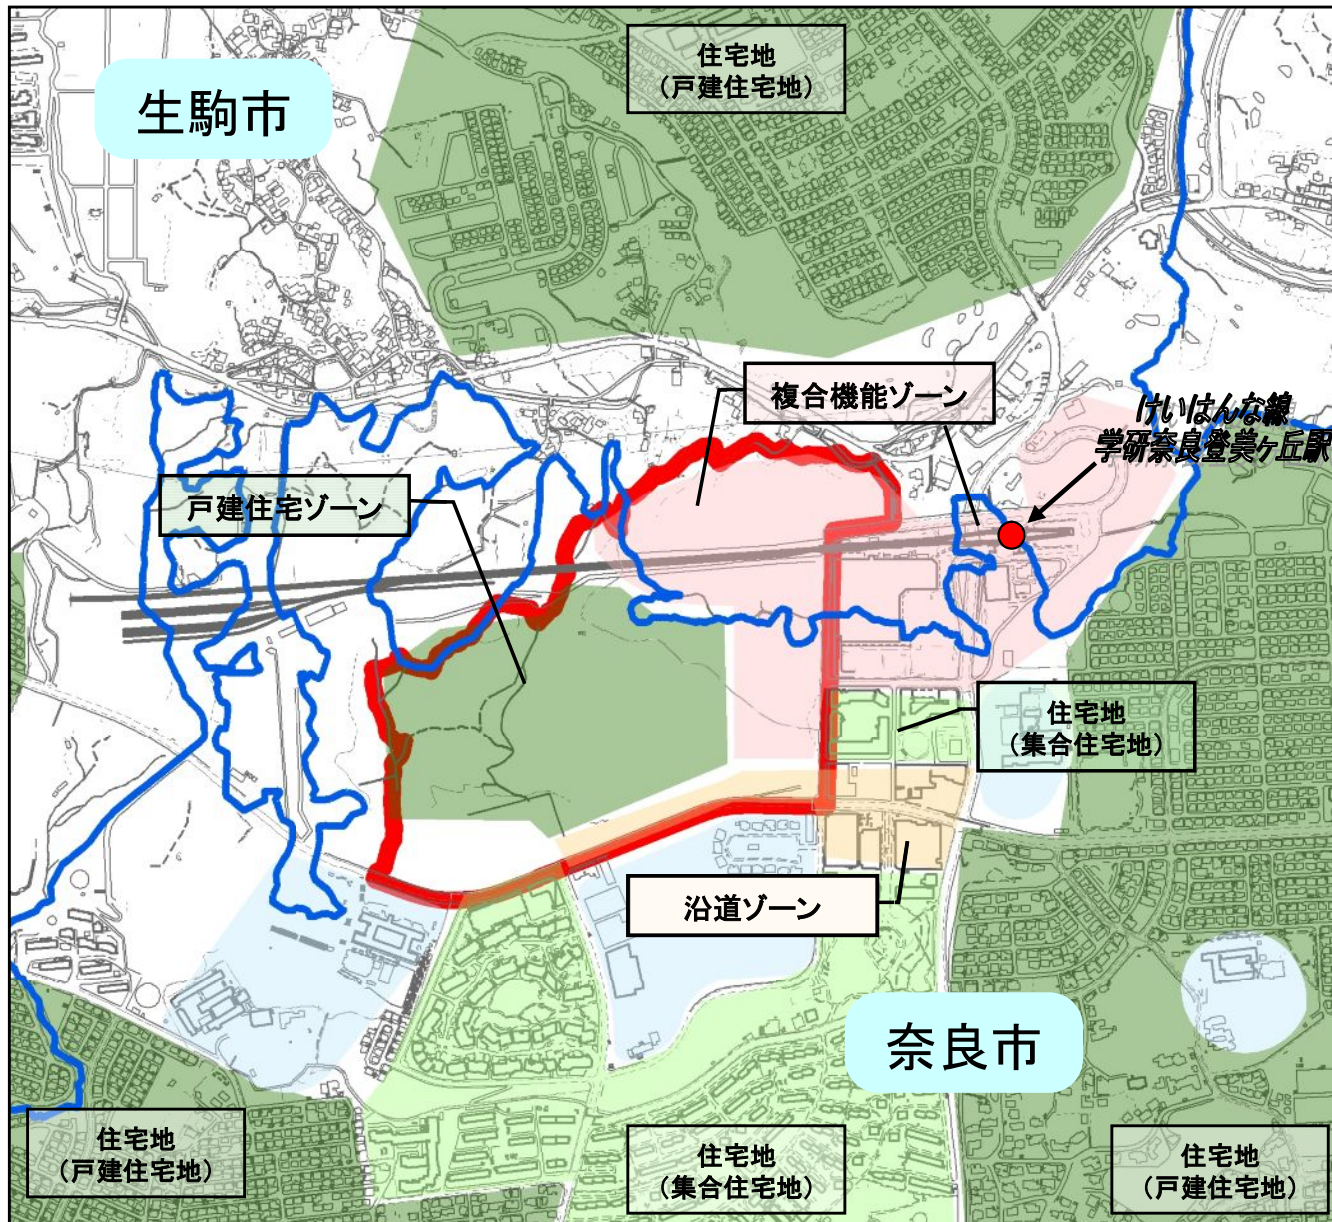 住宅地
（戸建住宅地）
生駒市
複合機能ゾーン
けいはんな線
学研奈良登美ヶ丘駅
戸建住宅ゾーン
住宅地
（集合住宅地）
沿道ゾーン
奈良市
住宅地
（戸建住宅地）
住宅地
（集合住宅地）
住宅地
（戸建住宅地）